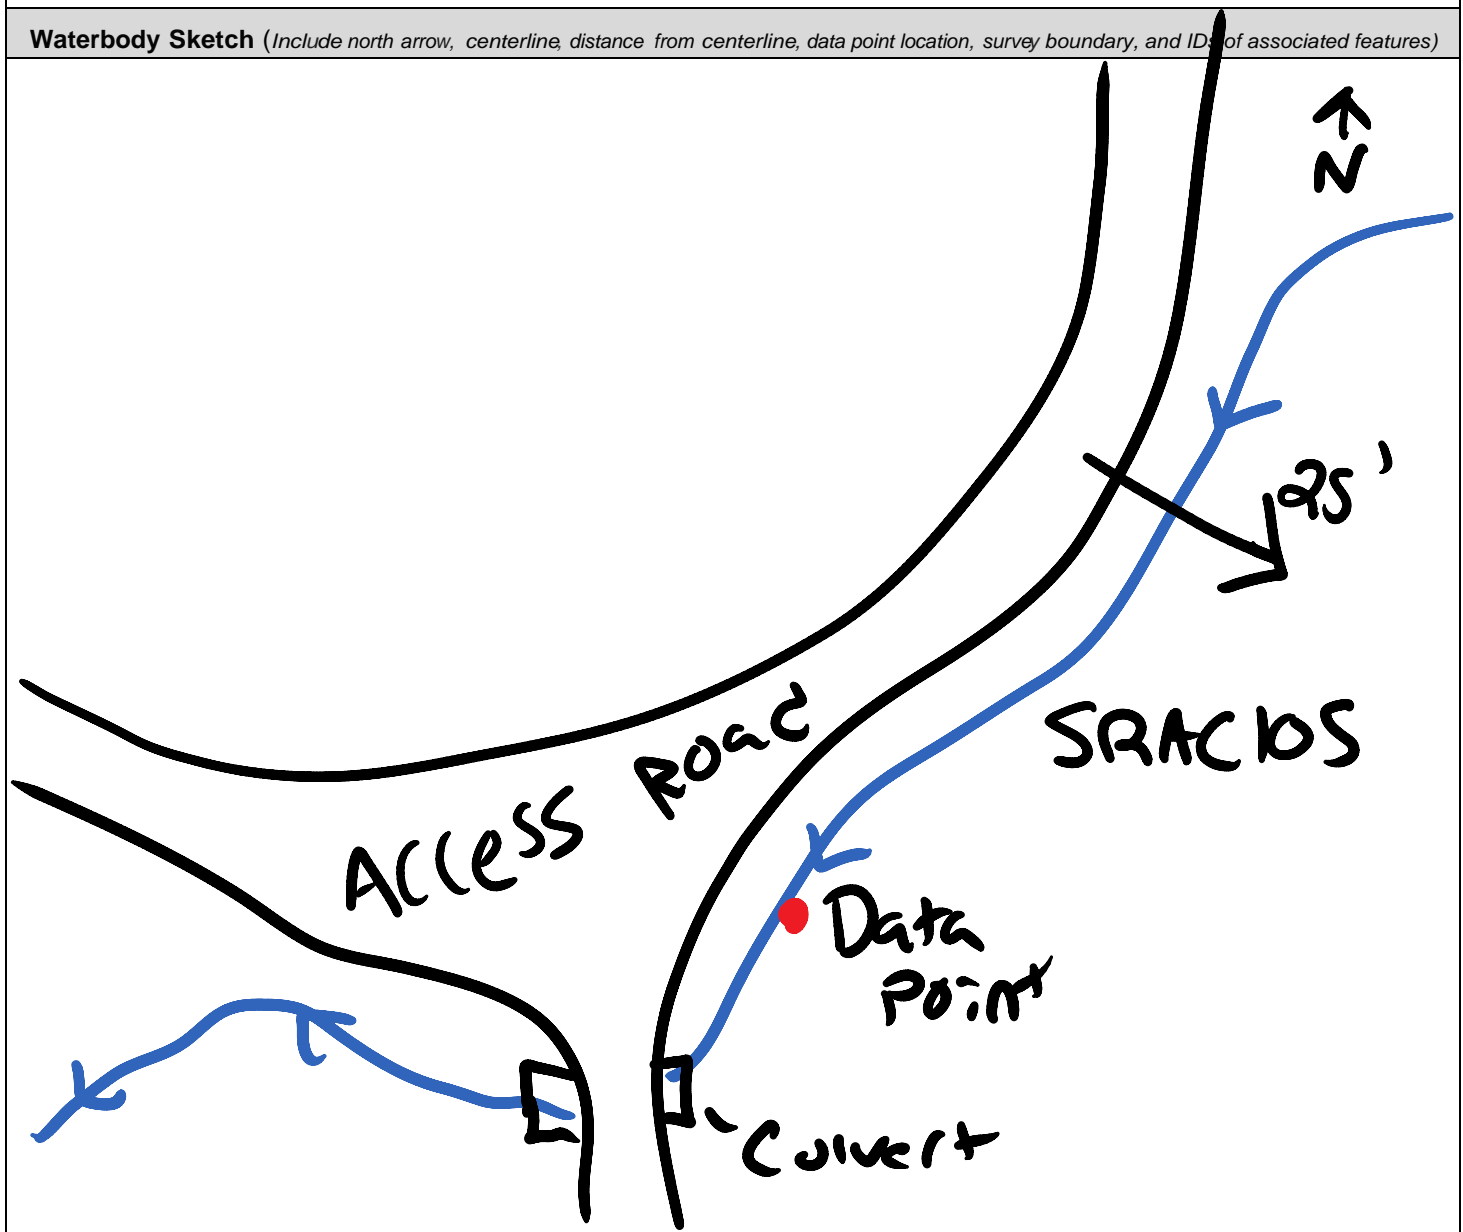 Waterbody Sketch (Include north arrow, centerline, distance from centerline, data point location, survey boundary, and IDs of associated features)
N
25'
SRAC105
Access Road
Data
Point
Culvert